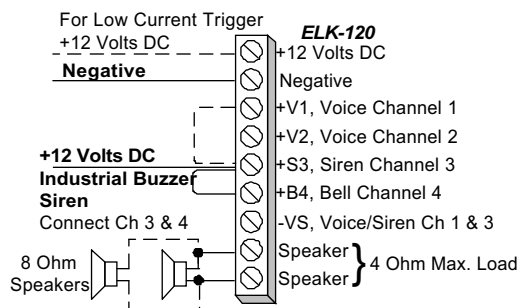 For Low Current Trigger
+12 Volts DC
Negative
+12 Volts DC
Industrial Buzzer
Siren
Connect Ch 3 & 4
8 Ohm
Speakers
ELK-120
+12 Volts DC
Negative
+V1, Voice Channel 1
+V2, Voice Channel 2
+S3, Siren Channel 3
+B4, Bell Channel 4
-VS, Voice/Siren Ch 1 & 3
Speaker
Speaker
4 Ohm Max. Load